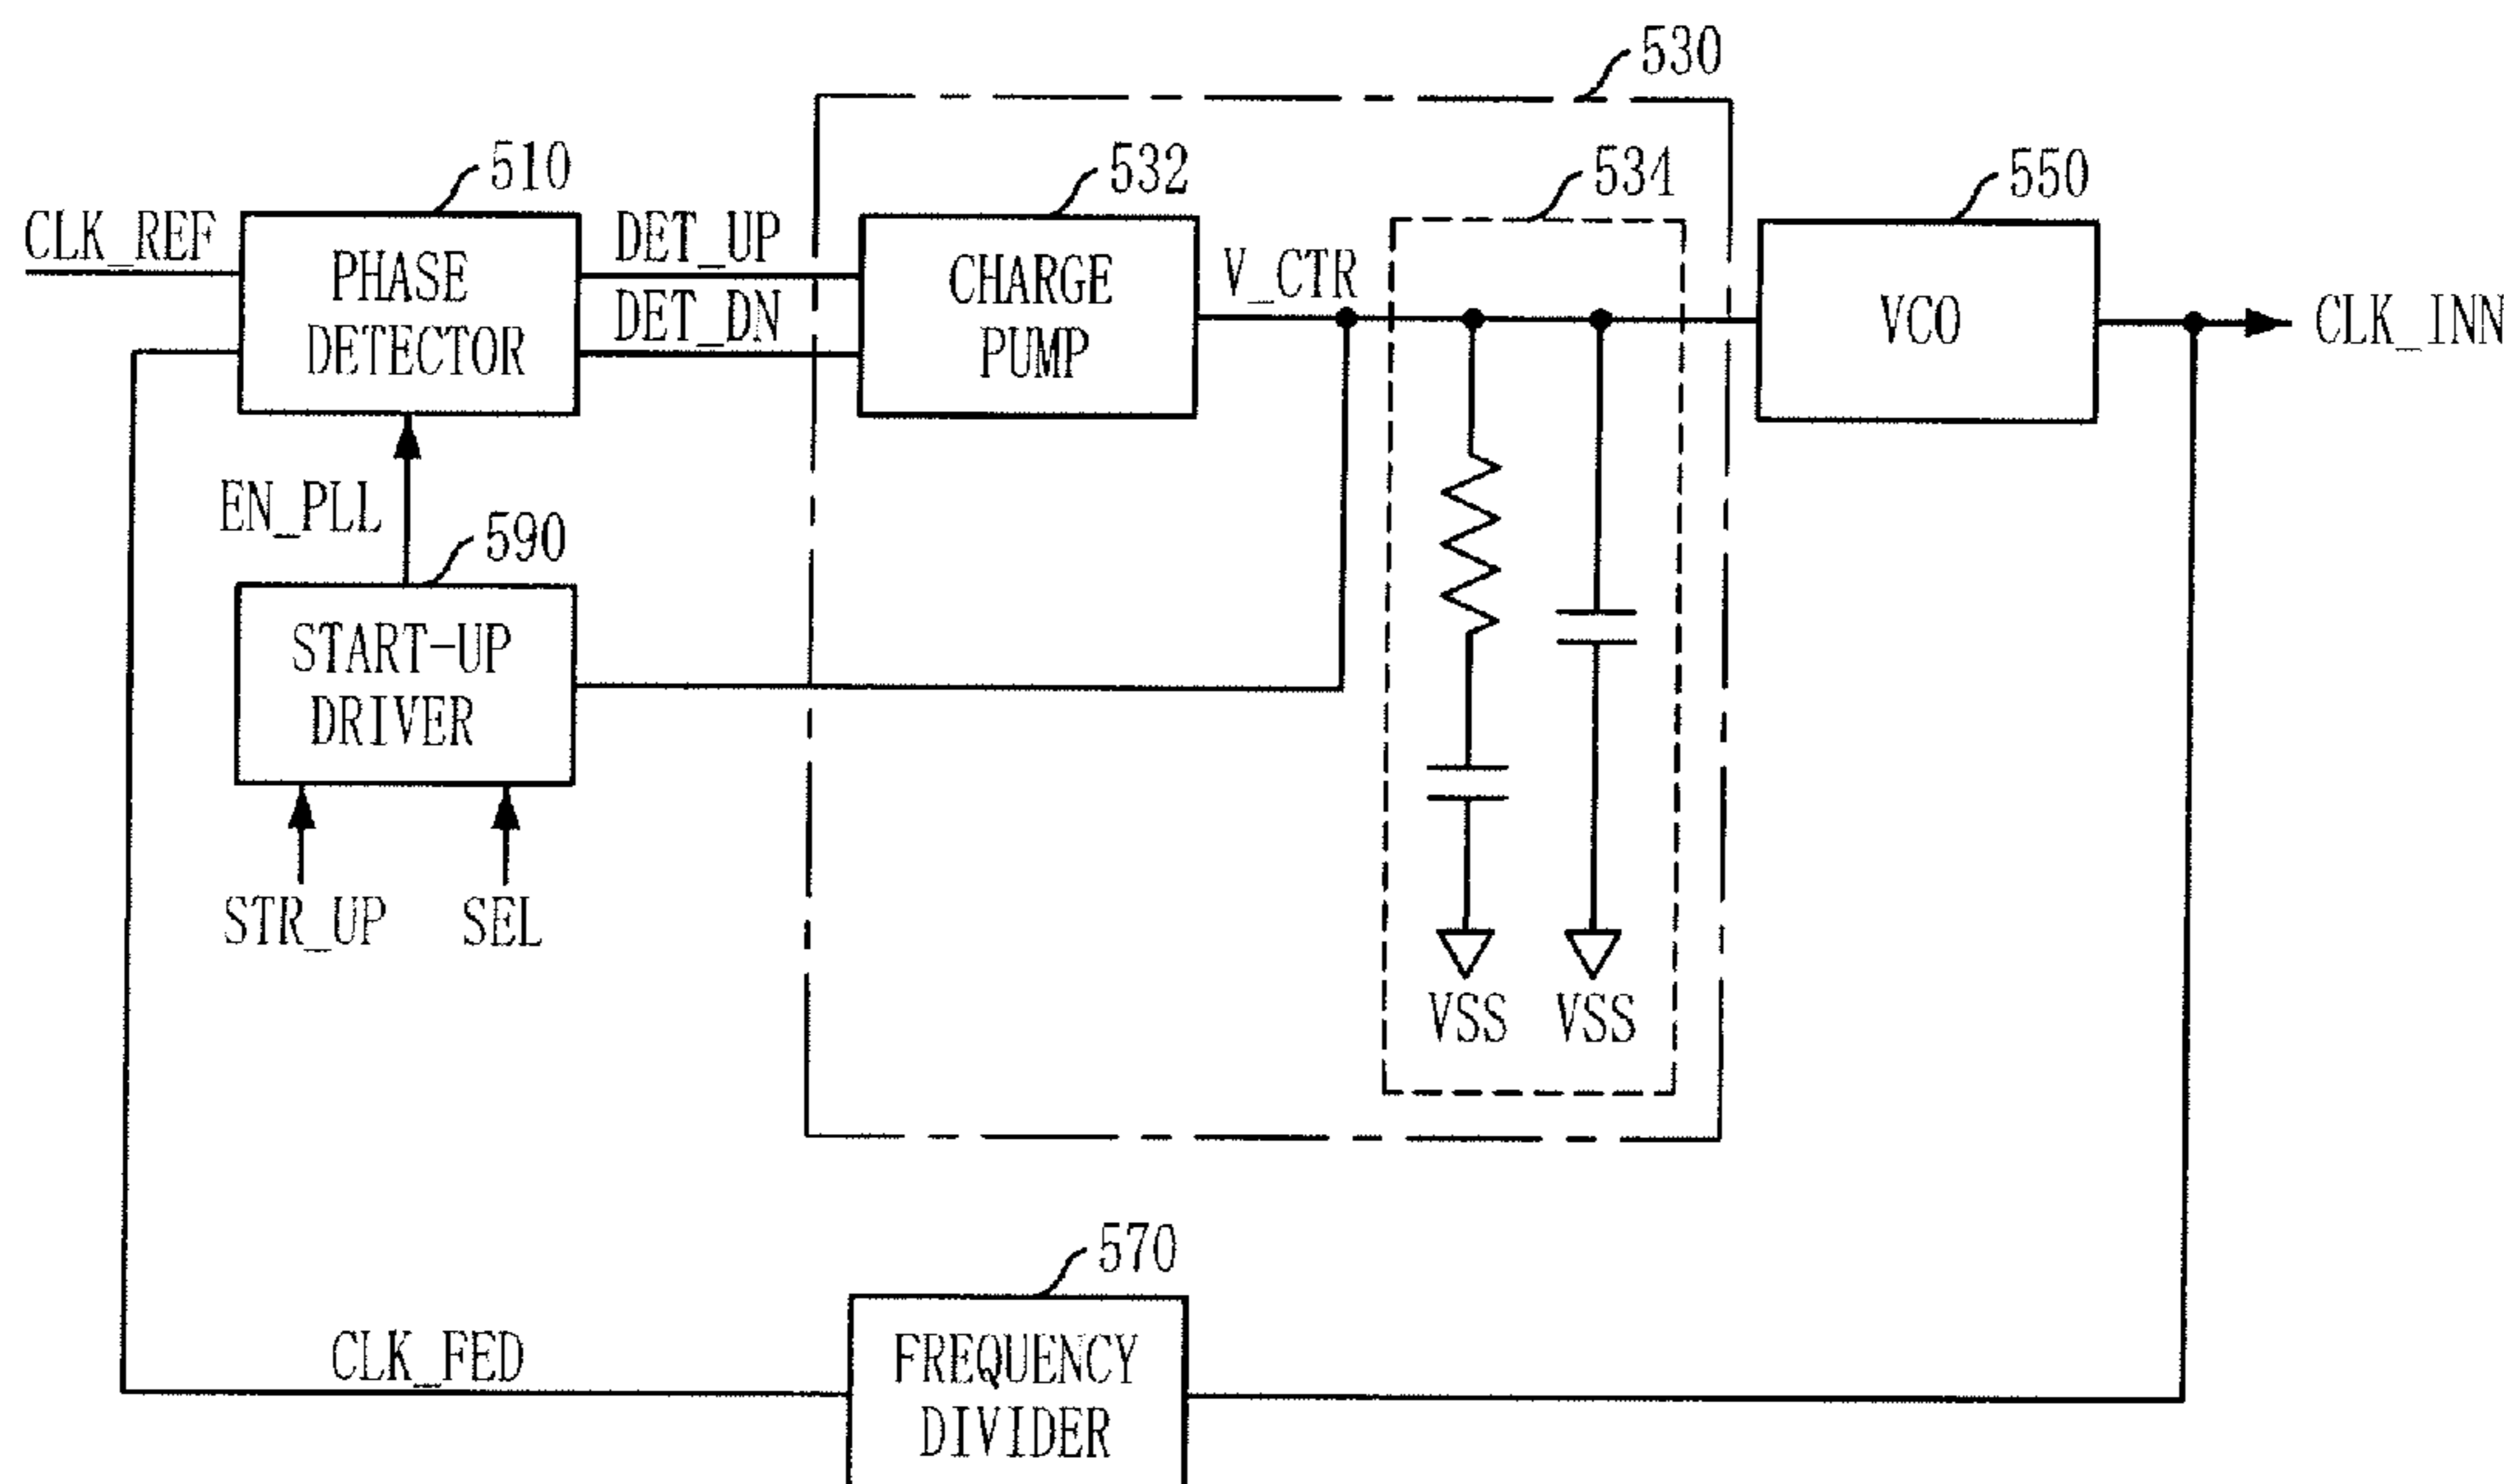 530
510
532
534
550
CLK_REF
DET_UP
PHASE
DETECTOR
DET_DN
CHARGE
PUMP
V_CTR
VCO
CLK_INN
EN_PLL
590
START-UP
DRIVER
STR_UP
SEL
VSS
VSS
570
CLK_FED
FREQUENCY
DIVIDER